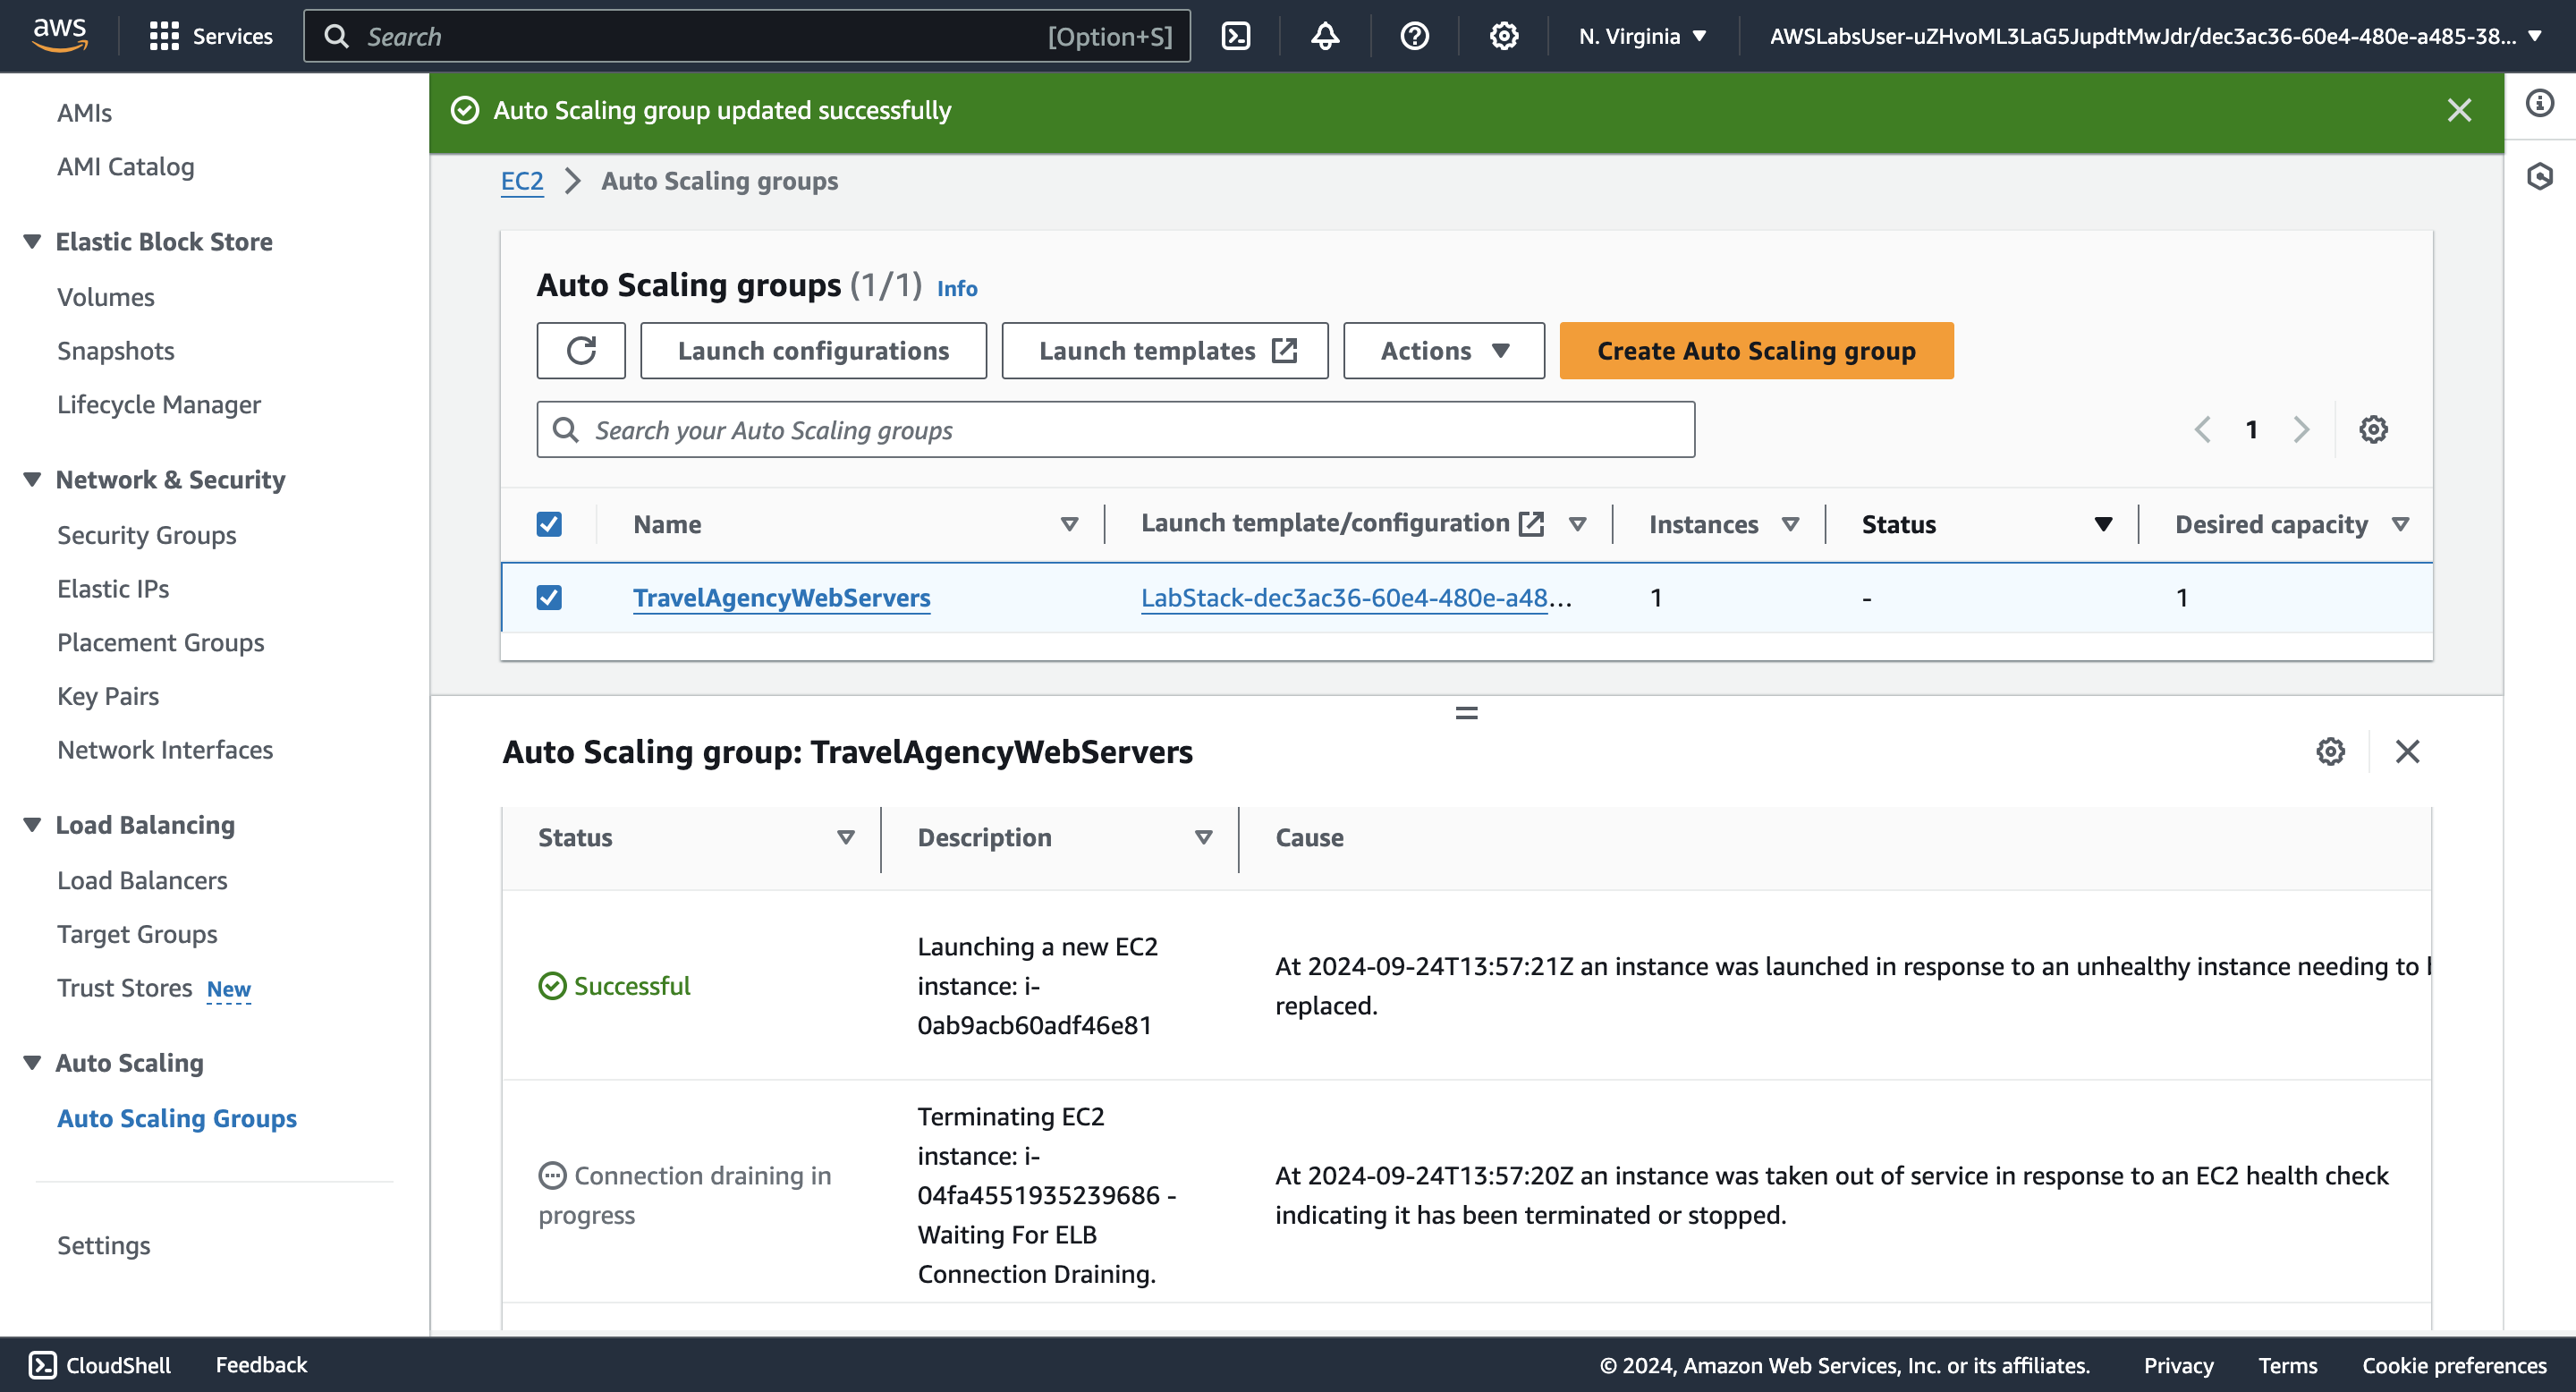 aws
Services
Search
[Option+S]
N. Virginia
AWSLabsUser-uZHvoML3LaG5JupdtMwJdr/dec3ac36-60e4-480e-a485-38...
AMIs
AMI Catalog
Elastic Block Store
Volumes
Snapshots
Lifecycle Manager
Network & Security
Security Groups
Elastic IPs
Placement Groups
Key Pairs
Network Interfaces
Load Balancing
Load Balancers
Target Groups
Trust Stores New
Auto Scaling
Auto Scaling Groups
Settings
Auto Scaling group updated successfully
EC2 Auto Scaling groups
Auto Scaling groups (1/1) Info
Launch configurations
Launch templates
Actions
Create Auto Scaling group
Search your Auto Scaling groups
1
Name
Launch template/configuration
Instances
Status
Desired capacity
TravelAgencyWebServers
LabStack-dec3ac36-60e4-480e-a48...
1
-
1
Auto Scaling group: TravelAgencyWebServers
Status
Description
Cause
Successful
Launching a new EC2
instance: i-
0ab9acb60adf46e81
At 2024-09-24T13:57:21Z an instance was launched in response to an unhealthy instance needing to
replaced.
Connection draining in
progress
Terminating EC2
instance: i-
04fa4551935239686 -
Waiting For ELB
Connection Draining.
At 2024-09-24T13:57:20Z an instance was taken out of service in response to an EC2 health check
indicating it has been terminated or stopped.
CloudShell
Feedback
© 2024, Amazon Web Services, Inc. or its affiliates.
Privacy
Terms
Cookie preferences